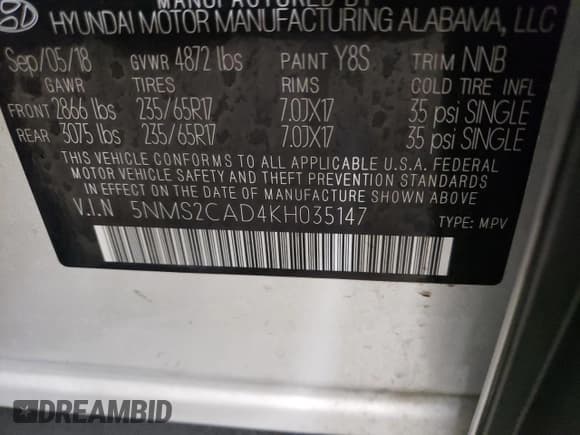 MANUFACTURED BY
HYUNDAI MOTOR MANUFACTURING ALABAMA, LLC
Sep/05/18 GVWR 4872 lbs PAINT Y8S TRIM NNB
GAWR TIRES RIMS COLD TIRE INFL
FRONT 2866 lbs 235/65R17 7.0JX17 35 psi SINGLE
REAR 3075 lbs 235/65R17 7.0JX17 35 psi SINGLE
THIS VEHICLE CONFORMS TO ALL APPLICABLE U.S.A. FEDERAL
MOTOR VEHICLE SAFETY AND THEFT PREVENTION STANDARDS
IN EFFECT ON THE DATE OF MANUFACTURE SHOWN ABOVE.
V.I.N 5NMS2CAD4KH035147 TYPE: MPV
DREAMBID